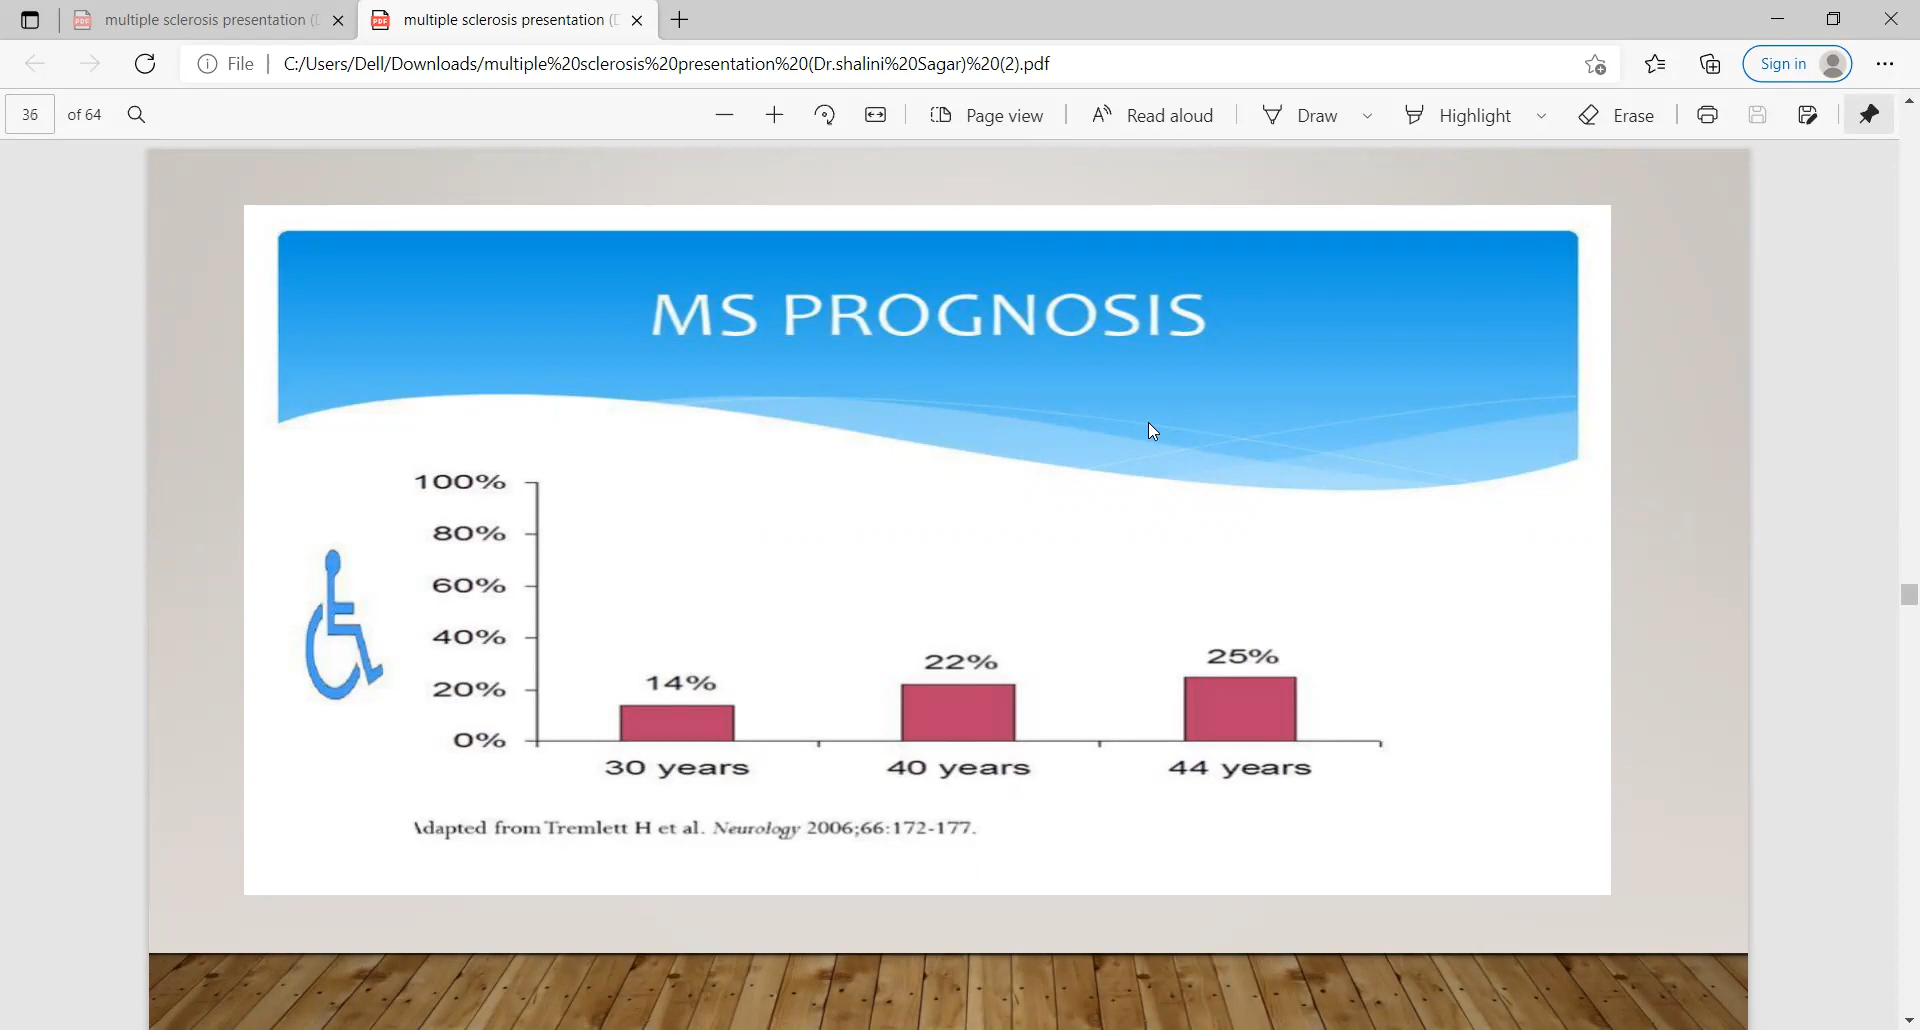 multiple sclerosis presentation (D
multiple sclerosis presentation (D
File
C:/Users/Dell/Downloads/multiple%20sclerosis%20presentation%20(Dr.shalini%20Sagar)%20(2).pdf
Sign in
36 of 64
Page view
Read aloud
Draw
Highlight
Erase
MS PROGNOSIS
100%
80%
60%
40%
20%
0%
14%
22%
25%
30 years
40 years
44 years
Adapted from Tremlett H et al. Neurology 2006;66:172-177.